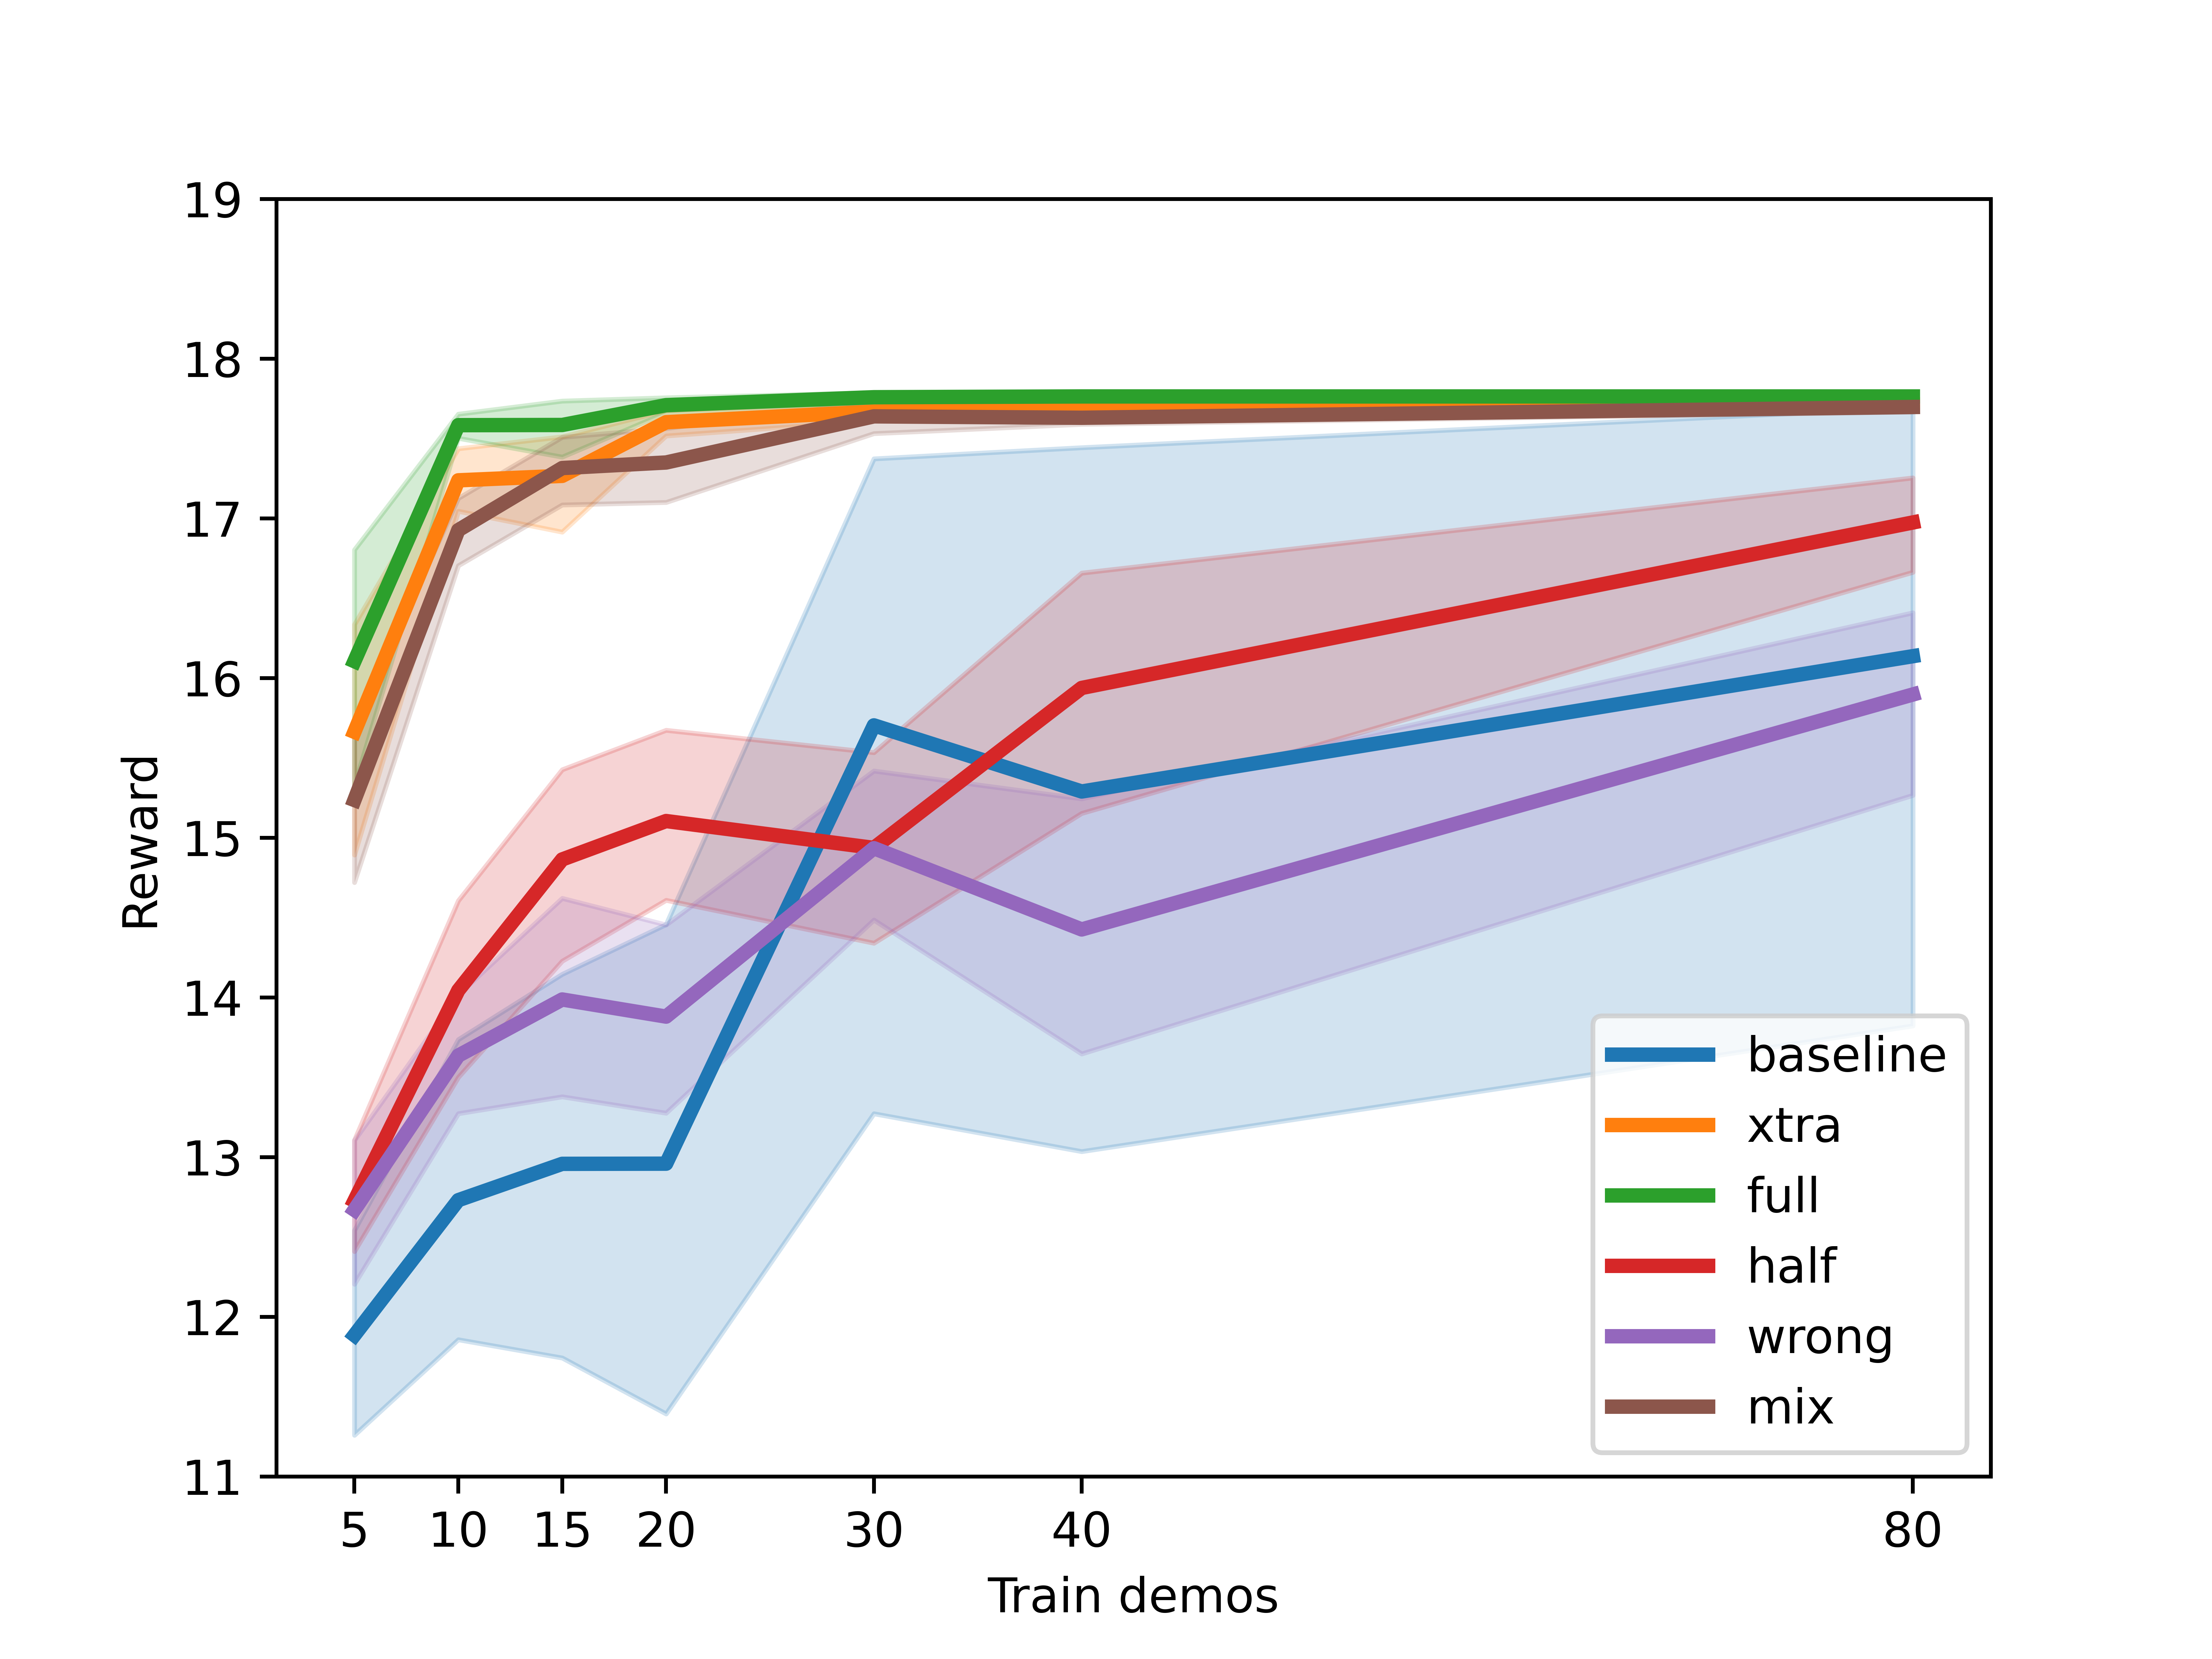 19
18
17
16
15
14
13
12
11
Reward
5 10 15 20 30 40 80
Train demos
baseline
xtra
full
half
wrong
mix